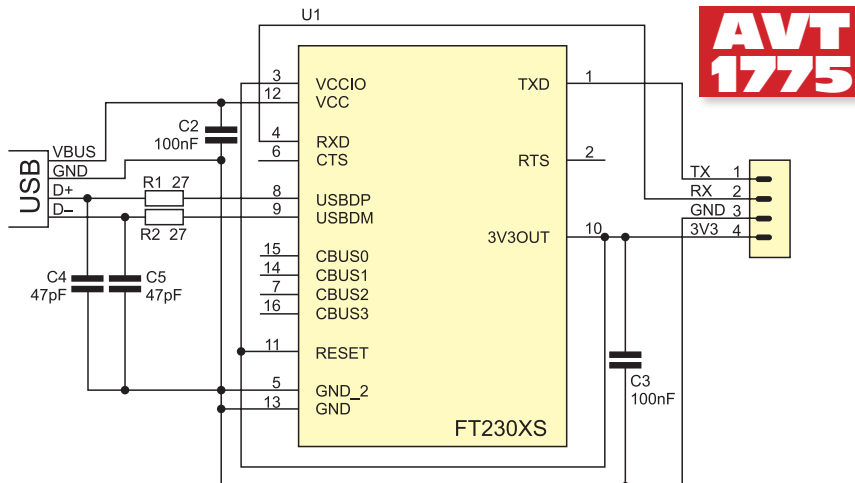 U1
AVT
1775
3
VCCIO
TXD
1
12
VCC
C2
100nF
4
RXD
6
CTS
RTS
2
VBUS
GND
USB
D+
D–
R1 27
8
USBDP
9
USBDM
R2 27
TX 1
RX 2
GND 3
3V3 4
3V3OUT
10
15
CBUS0
14
CBUS1
7
CBUS2
16
CBUS3
C4
47pF
C5
47pF
11
RESET
5
GND_2
13
GND
C3
100nF
FT230XS